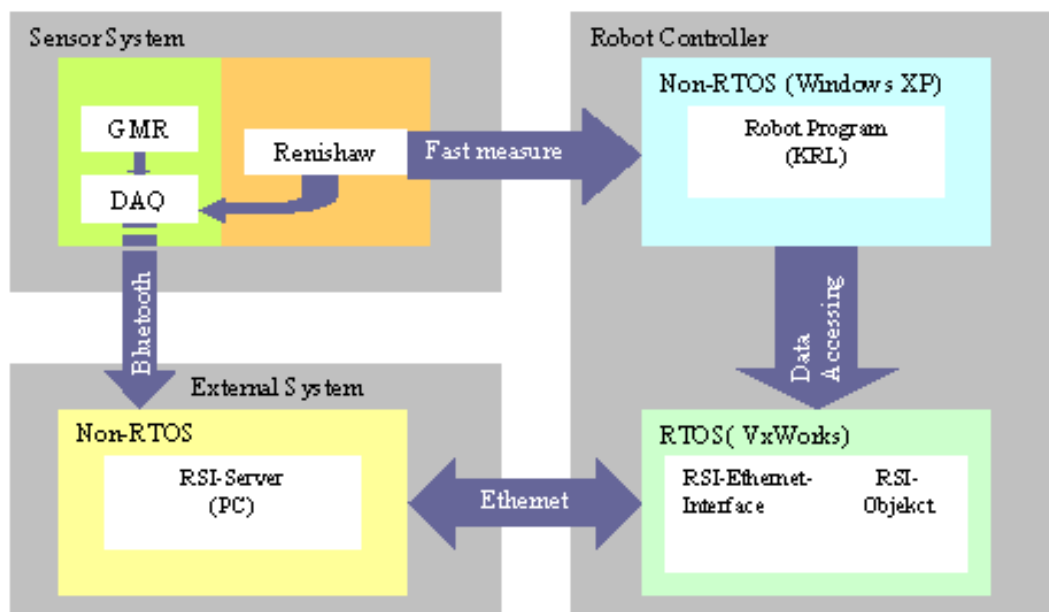 Sensor System
GMR
DAQ
Renishaw
Fast measure
Bluetooth
Robot Controller
Non-RTOS (Windows XP)
Robot Program
(KRL)
Data
Accessing
External System
Non-RTOS
RSI-Server
(PC)
Ethernet
RTOS( VxWorks)
RSI-Ethernet-
Interface
RSI-
Objekct